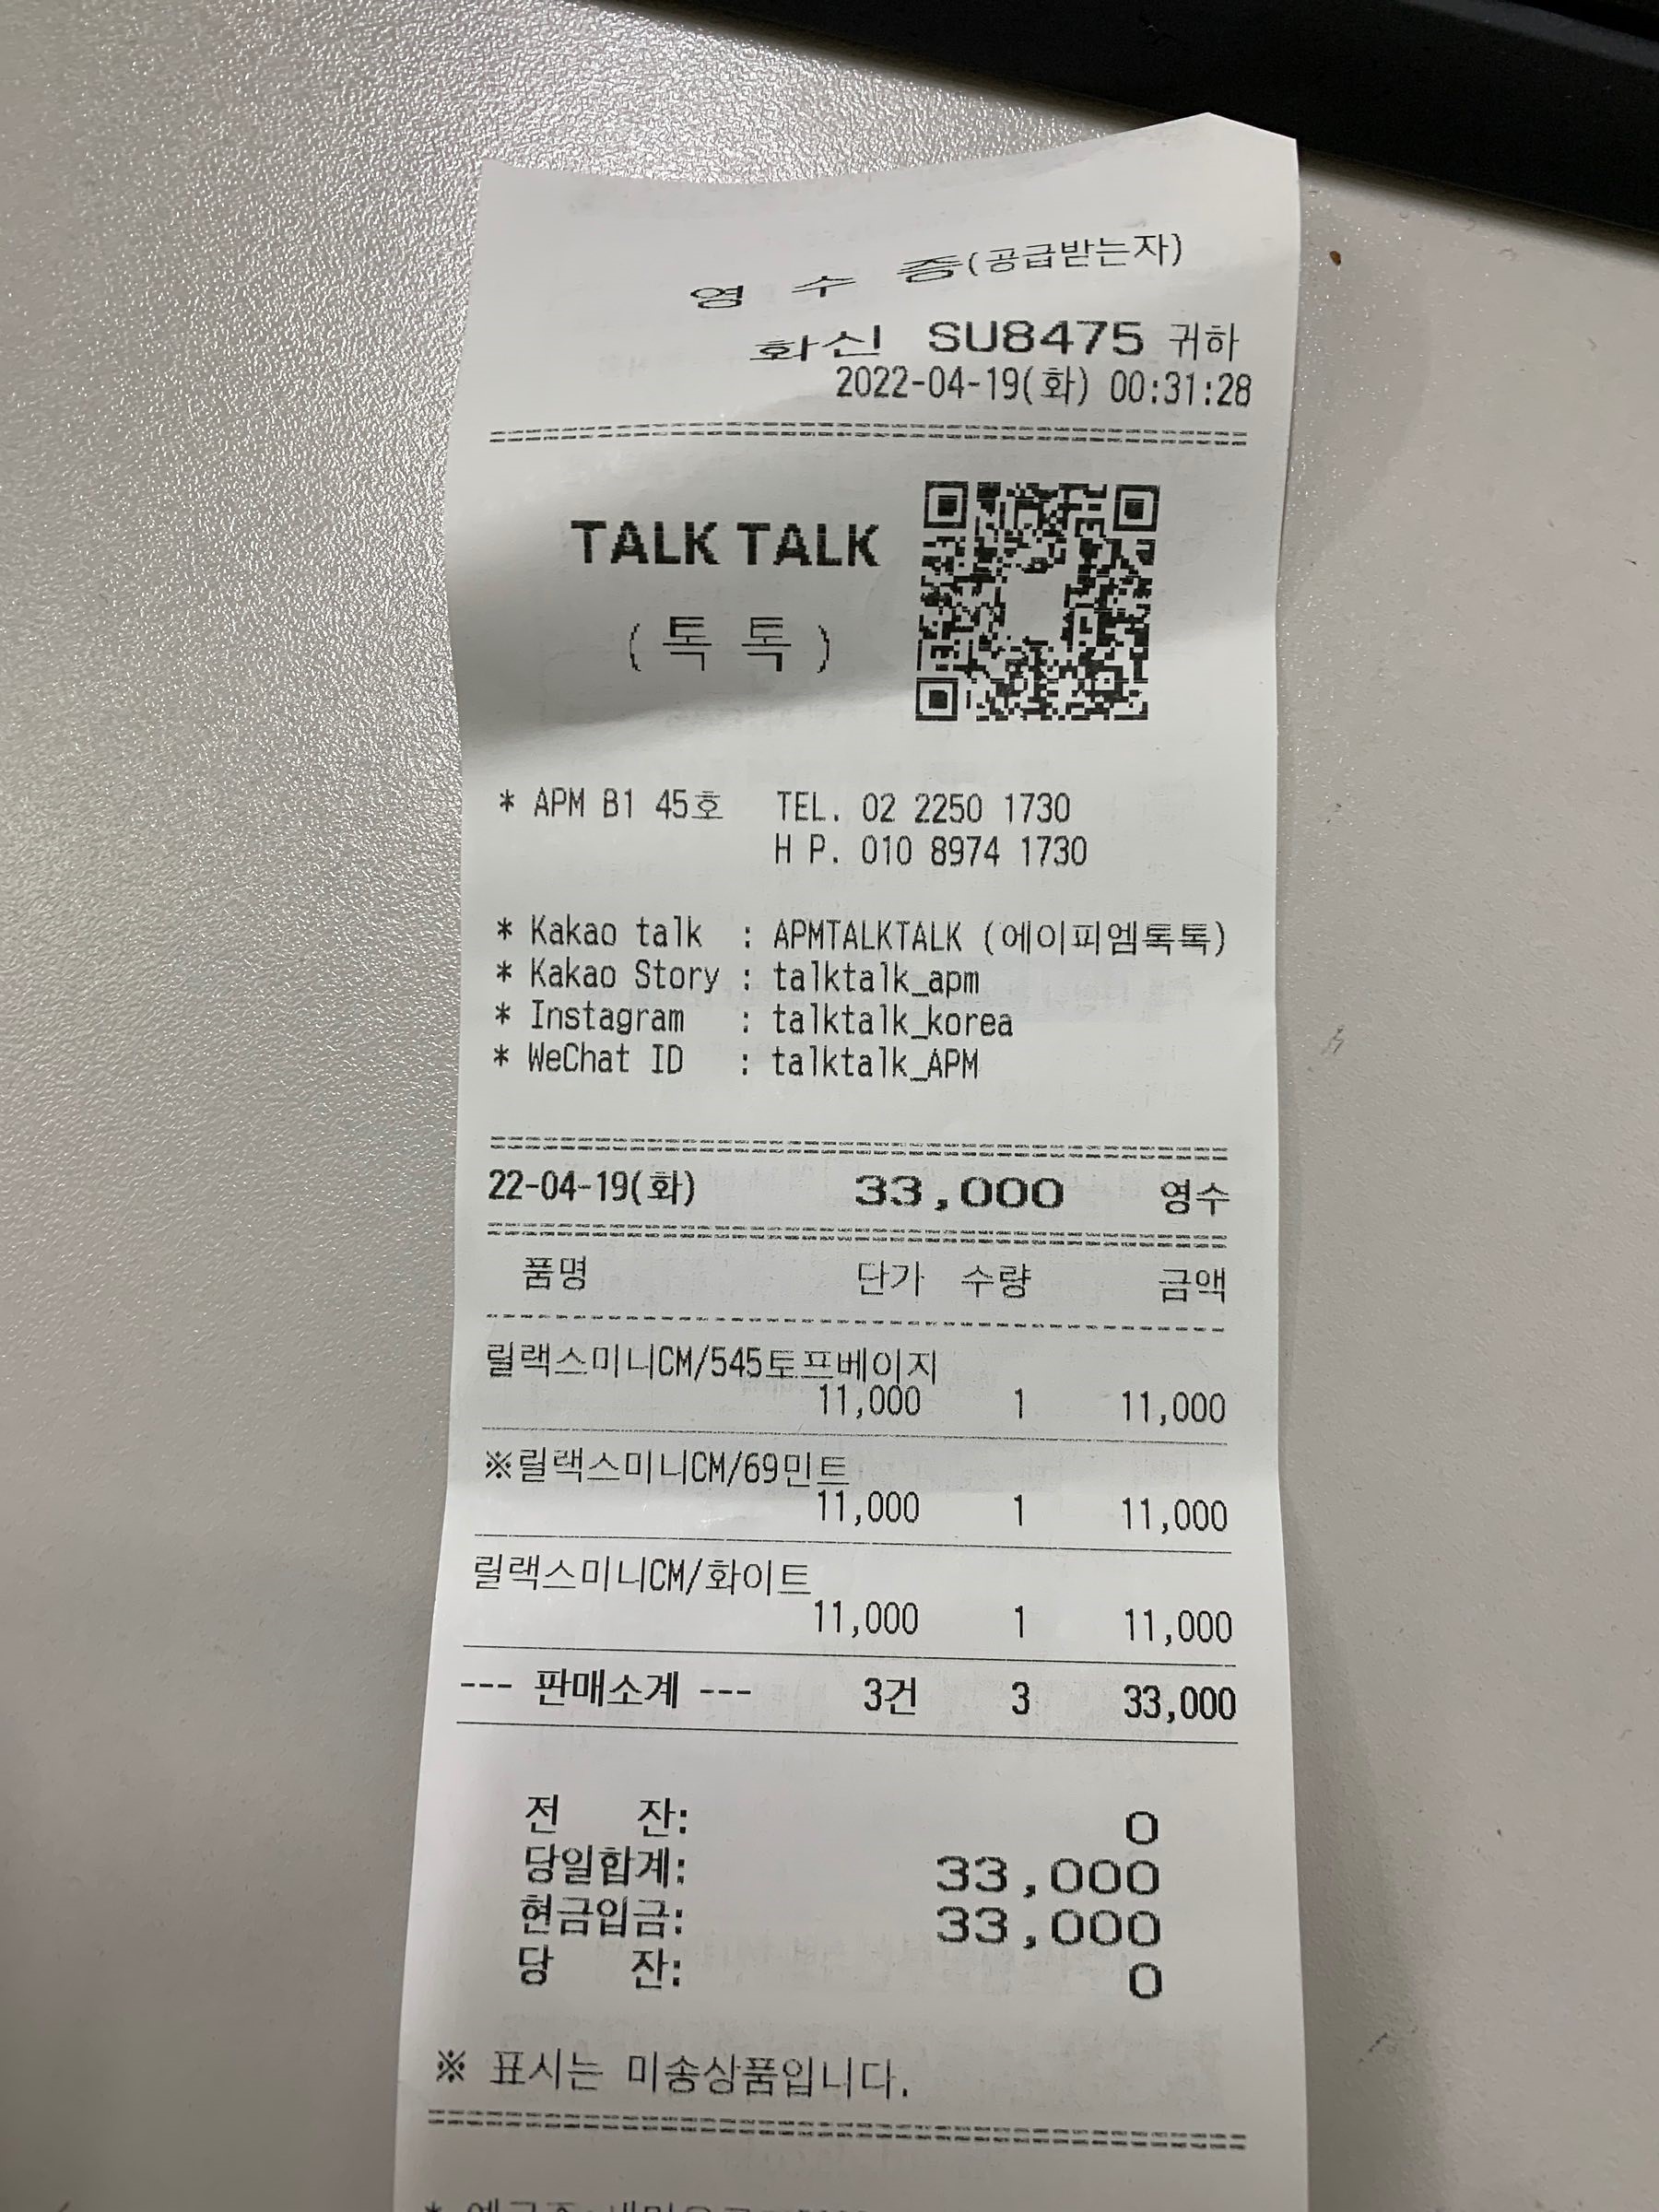 영 수 증(공급받는자)
화신 SU8475 귀하
2022-04-19(화) 00:31:28
TALK TALK
(톡톡)
* APM B1 45호 TEL. 02 2250 1730
H P. 010 8974 1730
* Kakao talk : APMTALKTALK (에이피엠톡톡)
* Kakao Story : talktalk_apm
* Instagram : talktalk_korea
* WeChat ID : talktalk_APM
22-04-19(화) 33,000 영수
품명 단가 수량 금액
릴랙스미니CM/545토프베이지
11,000 1 11,000
※릴랙스미니CM/69민트
11,000 1 11,000
릴랙스미니CM/화이트
11,000 1 11,000
--- 판매소계 --- 3건 3 33,000
전 잔: 0
당일합계: 33,000
현금입금: 33,000
당 잔: 0
※ 표시는 미송상품입니다.